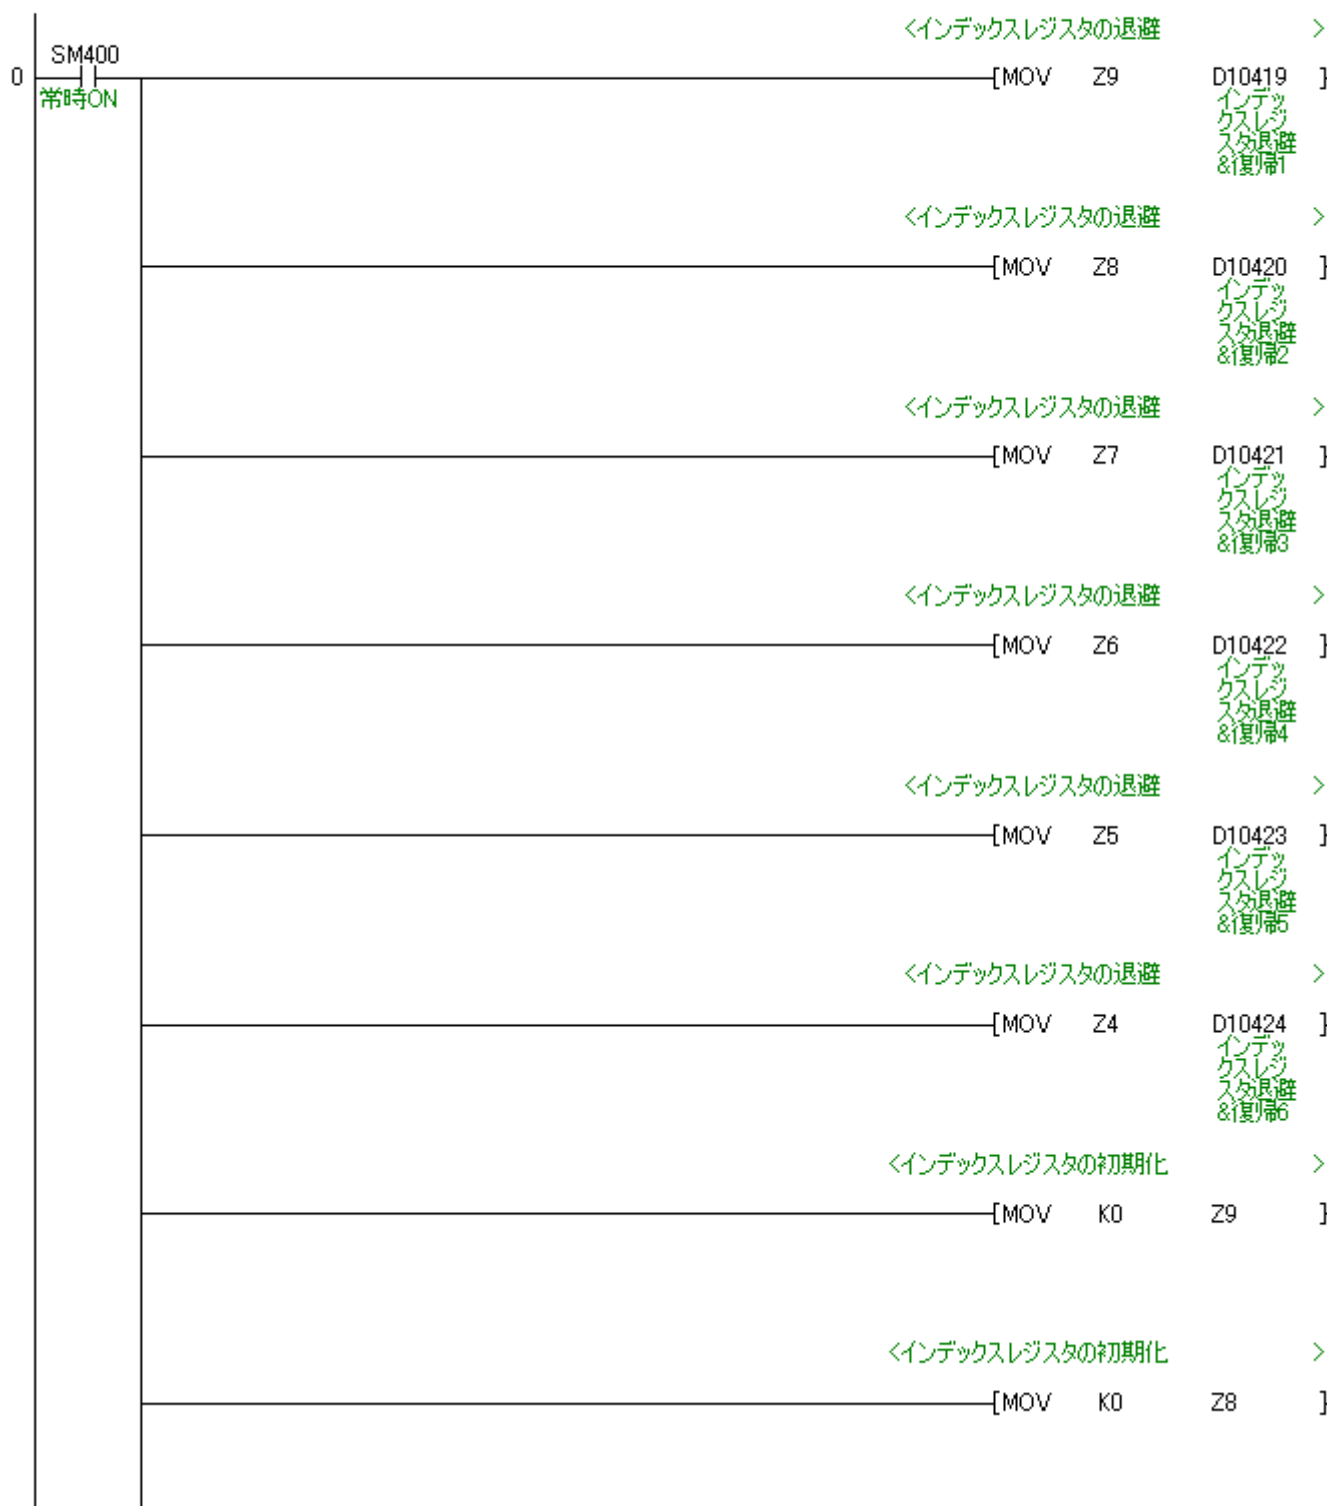 <インデックスレジスタの退避 >
SM400
0 [MOV Z9 D10419 ]
常時ON
インデッ
クスレジ
スタ退避
&復帰1
<インデックスレジスタの退避 >
[MOV Z8 D10420 ]
インデッ
クスレジ
スタ退避
&復帰2
<インデックスレジスタの退避 >
[MOV Z7 D10421 ]
インデッ
クスレジ
スタ退避
&復帰3
<インデックスレジスタの退避 >
[MOV Z6 D10422 ]
インデッ
クスレジ
スタ退避
&復帰4
<インデックスレジスタの退避 >
[MOV Z5 D10423 ]
インデッ
クスレジ
スタ退避
&復帰5
<インデックスレジスタの退避 >
[MOV Z4 D10424 ]
インデッ
クスレジ
スタ退避
&復帰6
<インデックスレジスタの初期化 >
[MOV K0 Z9 ]
<インデックスレジスタの初期化 >
[MOV K0 Z8 ]